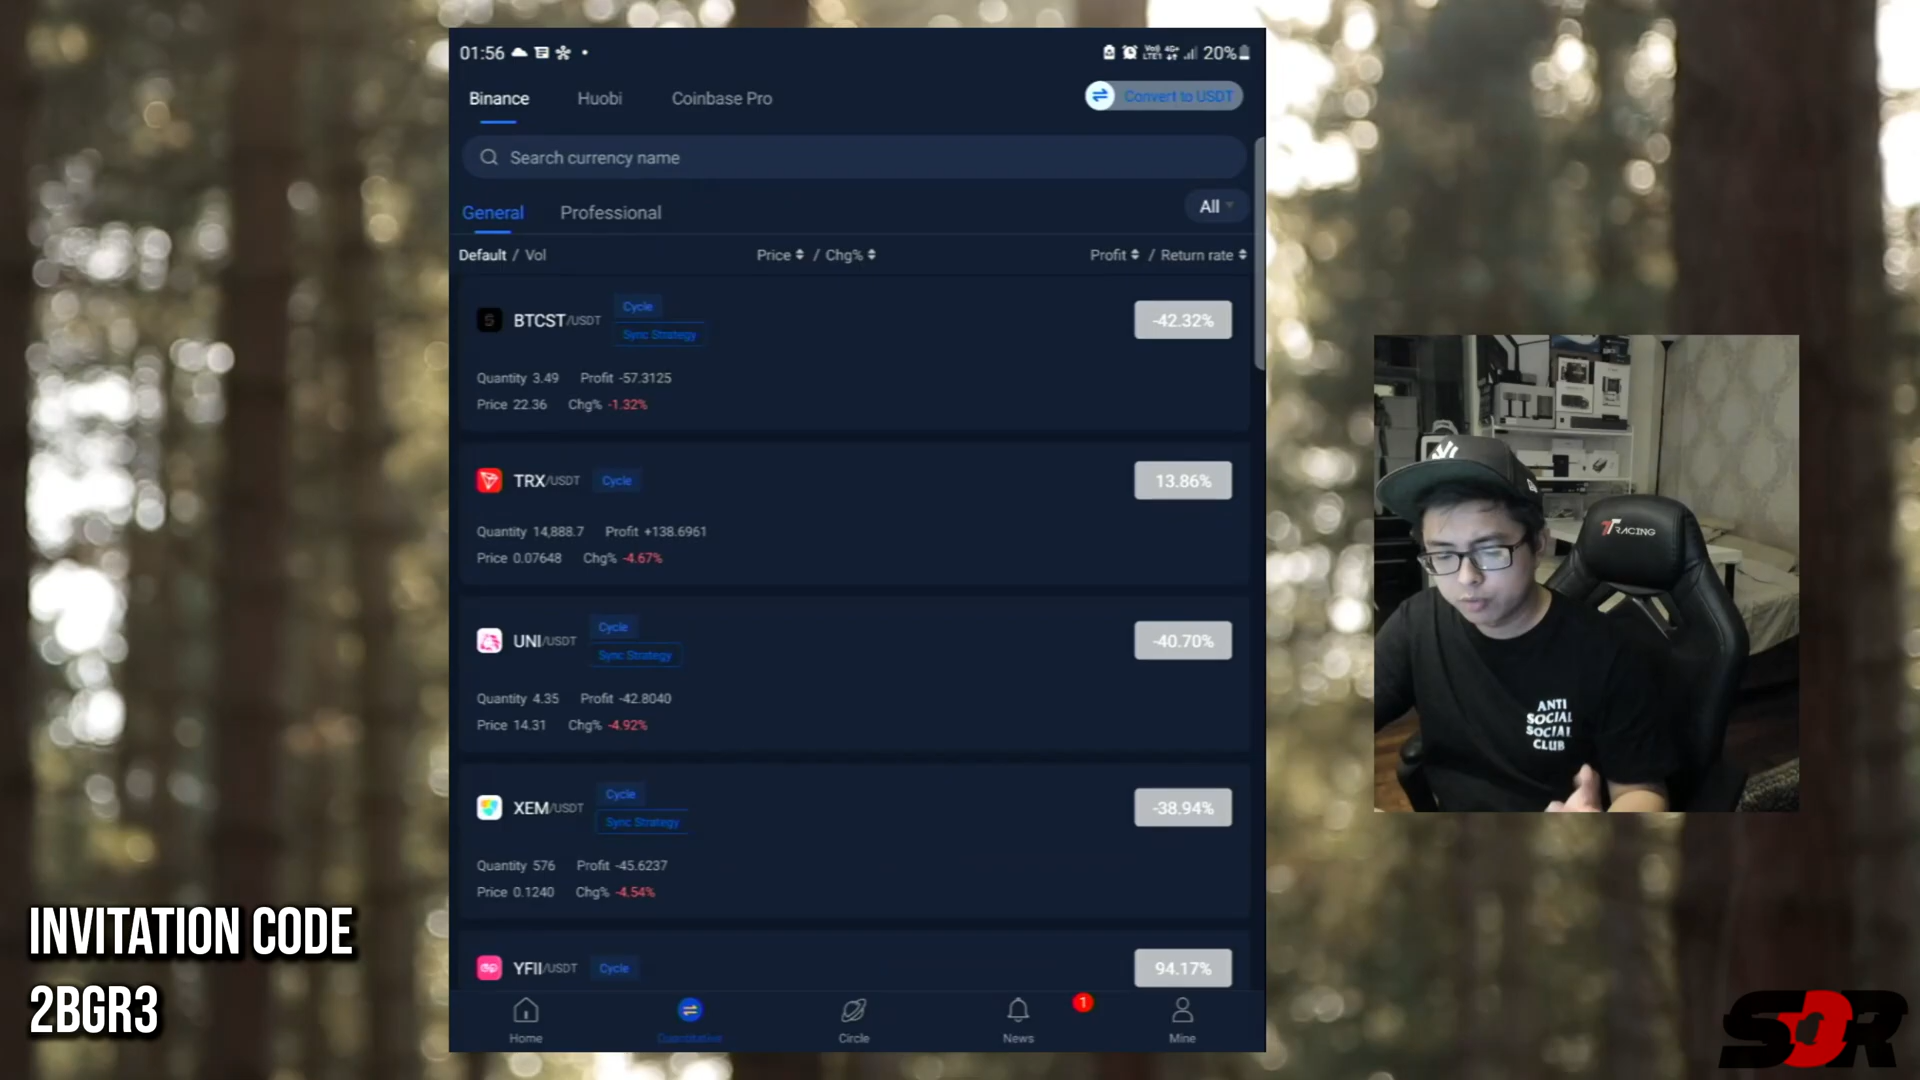 01:56
20%
Binance
Huobi
Coinbase Pro
Convert to USDT
Search currency name
General
Professional
All
Default / Vol
Price / Chg%
Profit / Return rate
BTCST/USDT
Cycle
Sync Strategy
-42.32%
Quantity 3.49 Profit -57.3125
Price 22.36 Chg% -1.32%
TRX/USDT
Cycle
13.86%
Quantity 14,888.7 Profit +138.6961
Price 0.07648 Chg% -4.67%
UNI/USDT
Cycle
Sync Strategy
-40.70%
Quantity 4.35 Profit -42.8040
Price 14.31 Chg% -4.92%
XEM/USDT
Cycle
Sync Strategy
-38.94%
Quantity 576 Profit -45.6237
Price 0.1240 Chg% -4.54%
YFII/USDT
Cycle
94.17%
Home
Quantitative
Circle
News
1
Mine
RACING
ANTI
SOCIAL
SOCIAL
CLUB
INVITATION CODE
2BGR3
SDR